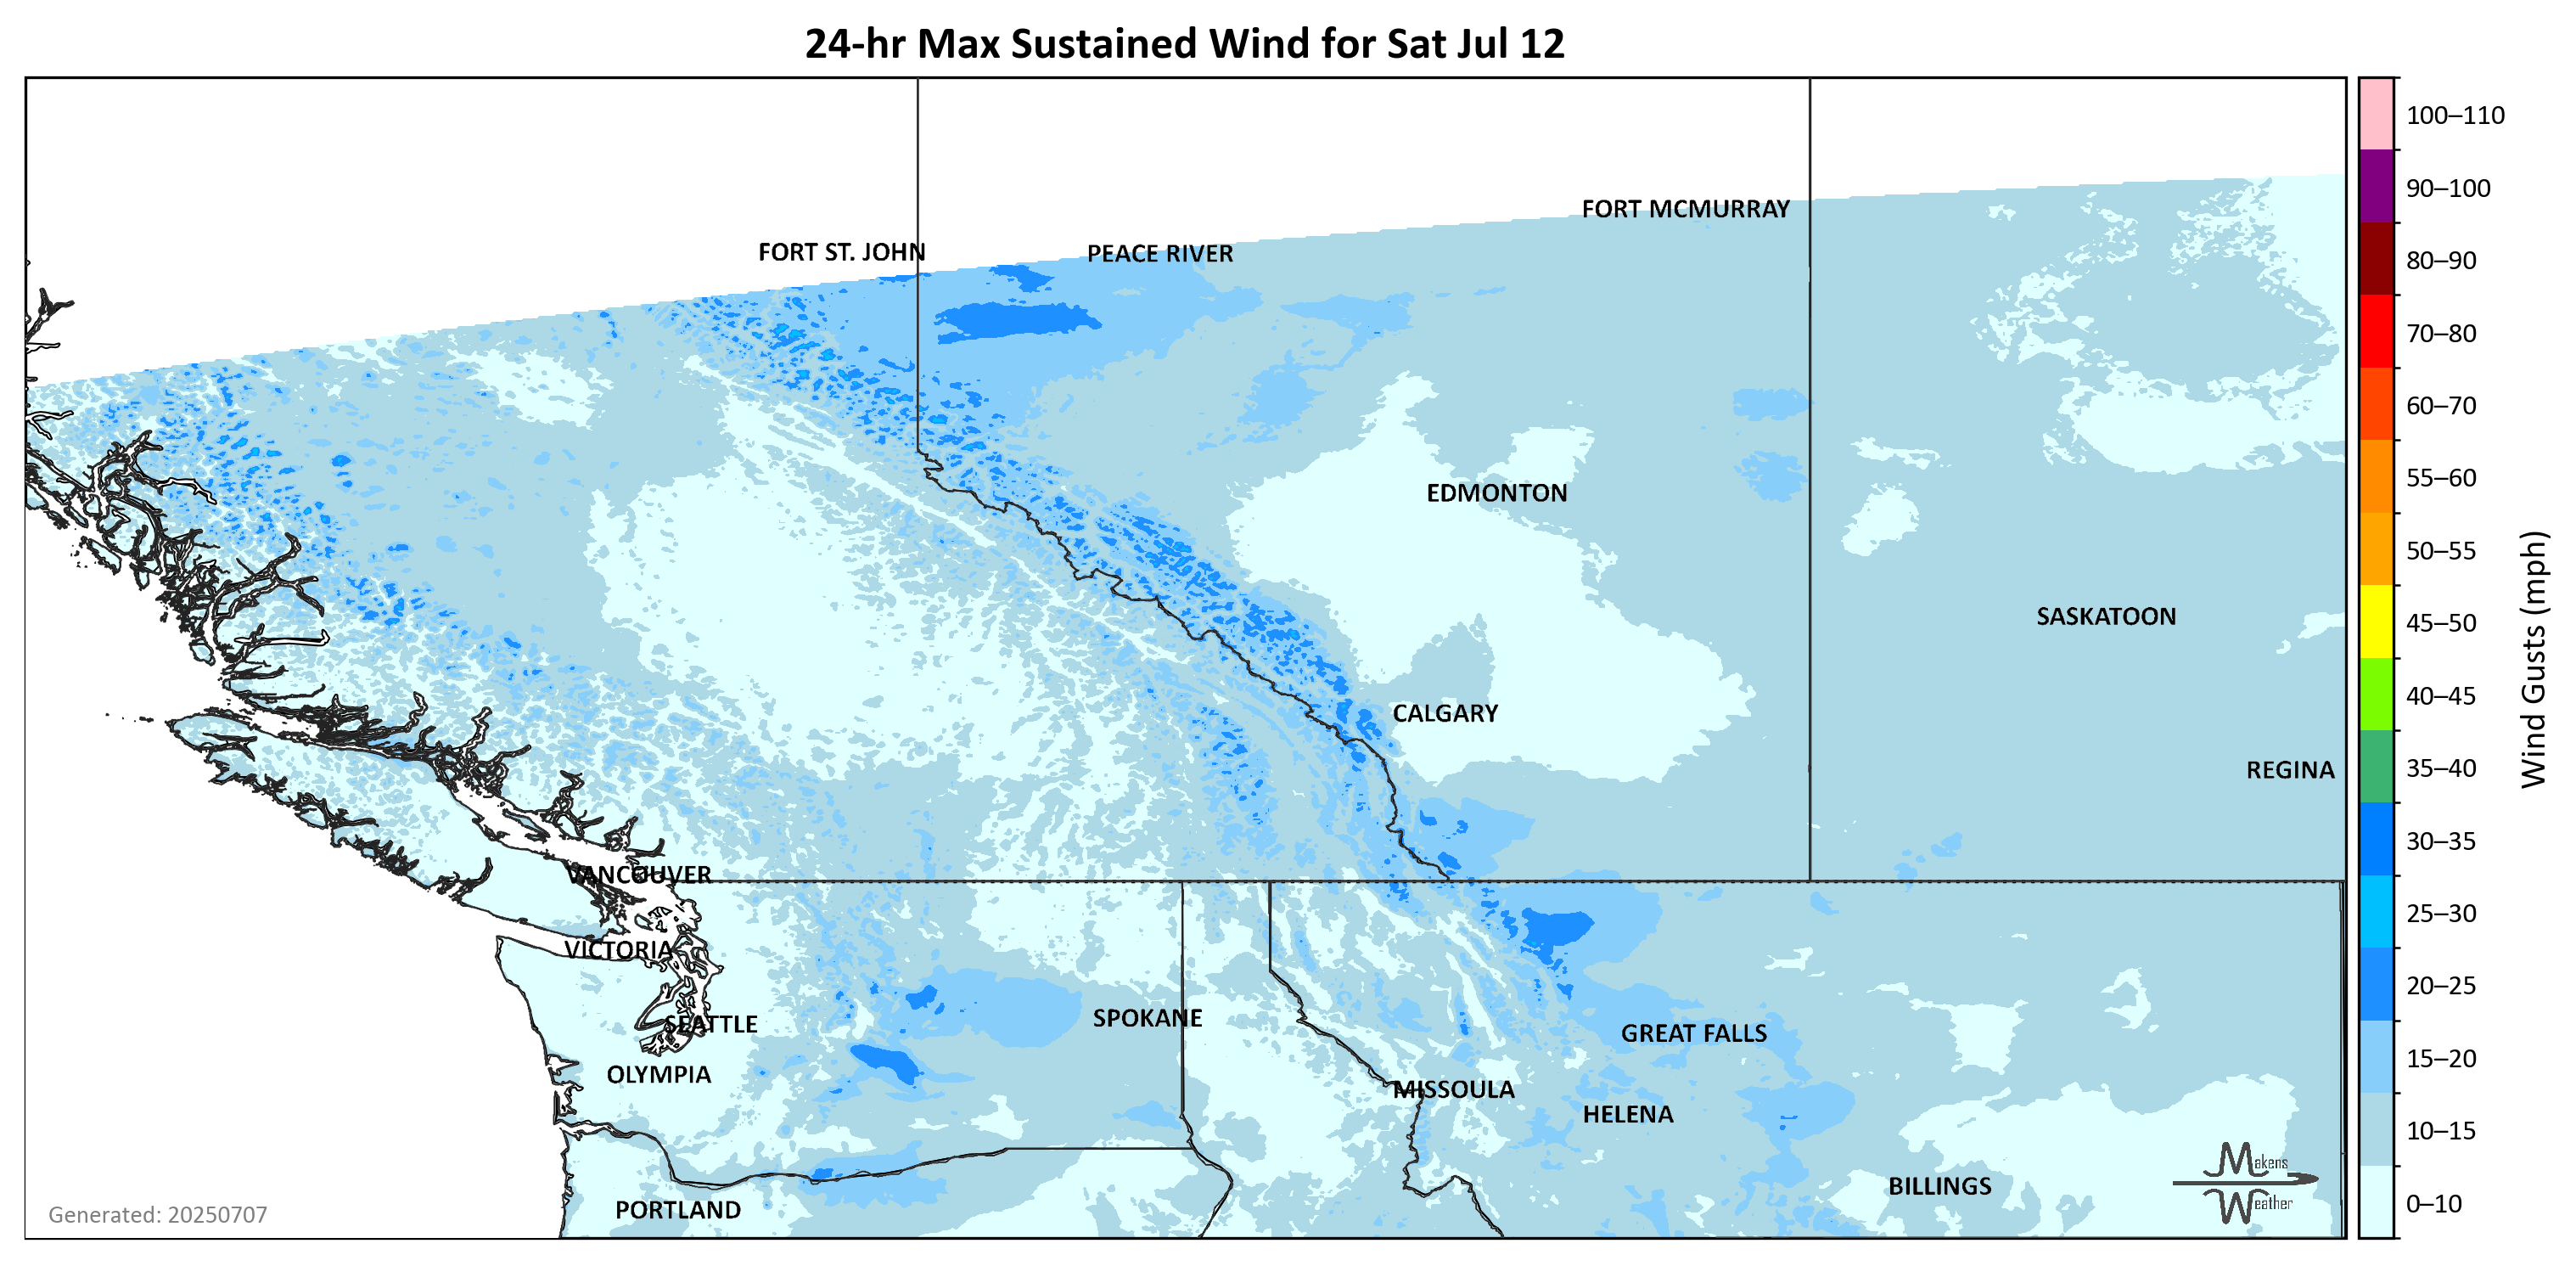 24-hr Max Sustained Wind for Sat Jul 12
100–110
FORT MCMURRAY
90–100
FORT ST. JOHN
PEACE RIVER
80–90
70–80
60–70
EDMONTON
55–60
50–55
SASKATOON
45–50
Wind Gusts (mph)
40–45
CALGARY
REGINA
35–40
30–35
VANCOUVER
25–30
VICTORIA
20–25
SPOKANE
SEATTLE
GREAT FALLS
15–20
OLYMPIA
MISSOULA
HELENA
10–15
Makens
Weather
BILLINGS
0–10
PORTLAND
Generated: 20250707